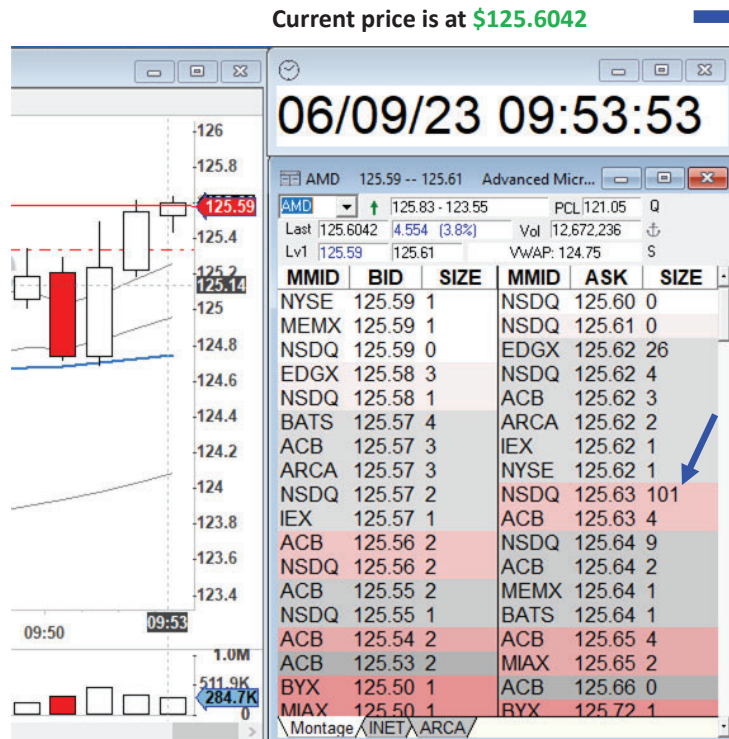 Current price is at $125.6042
06/09/23 09:53:53
126
125.8
125.59
125.4
125.2
125.14
125
124.8
124.6
124.4
124.2
124
123.8
123.6
123.4
09:50 09:53
1.0M
511.9K
284.7K
0
AMD 125.59 -- 125.61 Advanced Micr...
AMD 125.83 - 123.55 PCL 121.05 Q
Last 125.6042 4.554 (3.8%) Vol 12,672,236
Lv1 125.59 125.61 VWAP: 124.75 S
MMID BID SIZE MMID ASK SIZE
NYSE 125.59 1 NSDQ 125.60 0
MEMX 125.59 1 NSDQ 125.61 0
NSDQ 125.59 0 EDGX 125.62 26
EDGX 125.58 3 NSDQ 125.62 4
NSDQ 125.58 1 ACB 125.62 3
BATS 125.57 4 ARCA 125.62 2
ACB 125.57 3 IEX 125.62 1
ARCA 125.57 3 NYSE 125.62 1
NSDQ 125.57 2 NSDQ 125.63 101
IEX 125.57 1 ACB 125.63 4
ACB 125.56 2 NSDQ 125.64 9
NSDQ 125.56 2 ACB 125.64 2
ACB 125.55 2 MEMX 125.64 1
NSDQ 125.55 1 BATS 125.64 1
ACB 125.54 2 ACB 125.65 4
ACB 125.53 2 MIAX 125.65 2
BYX 125.50 1 ACB 125.66 0
MIAX 125.50 1 BYX 125.72 1
Montage INET ARCA